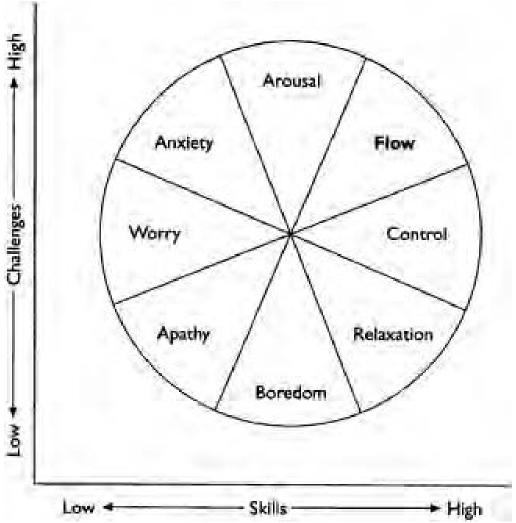 High
Challenges
Low
Arousal
Anxiety
Flow
Worry
Control
Apathy
Relaxation
Boredom
Low
Skills
High